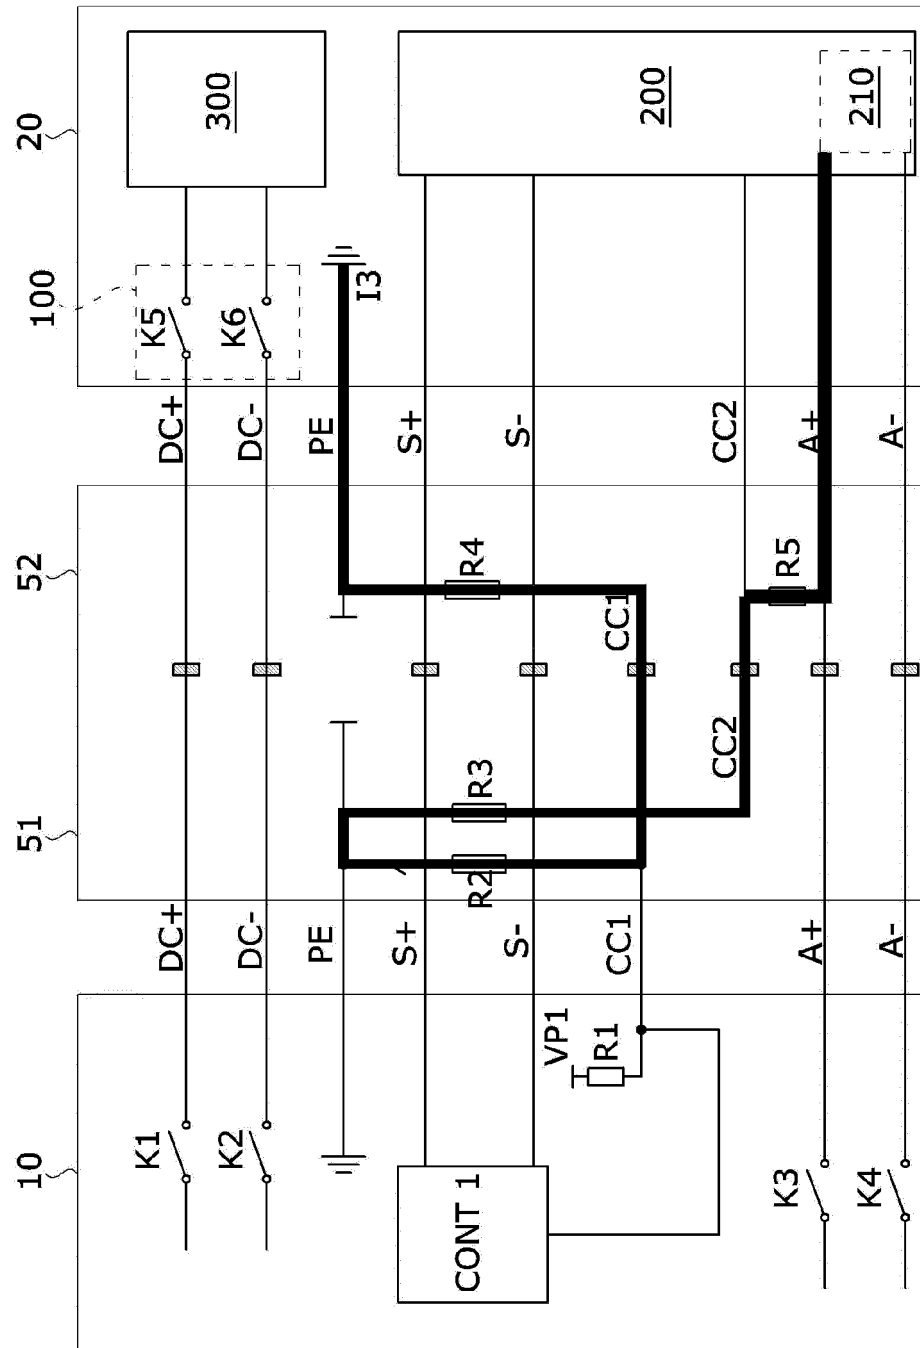 20
100
300
200
210
K5
K6
I3
DC+
DC-
PE
S+
S-
CC2
A+
A-
52
R4
CC1
R5
51
R3
CC2
R2
DC+
DC-
PE
S+
S-
CC1
A+
A-
10
K1
K2
VP1
R1
CONT 1
K3
K4